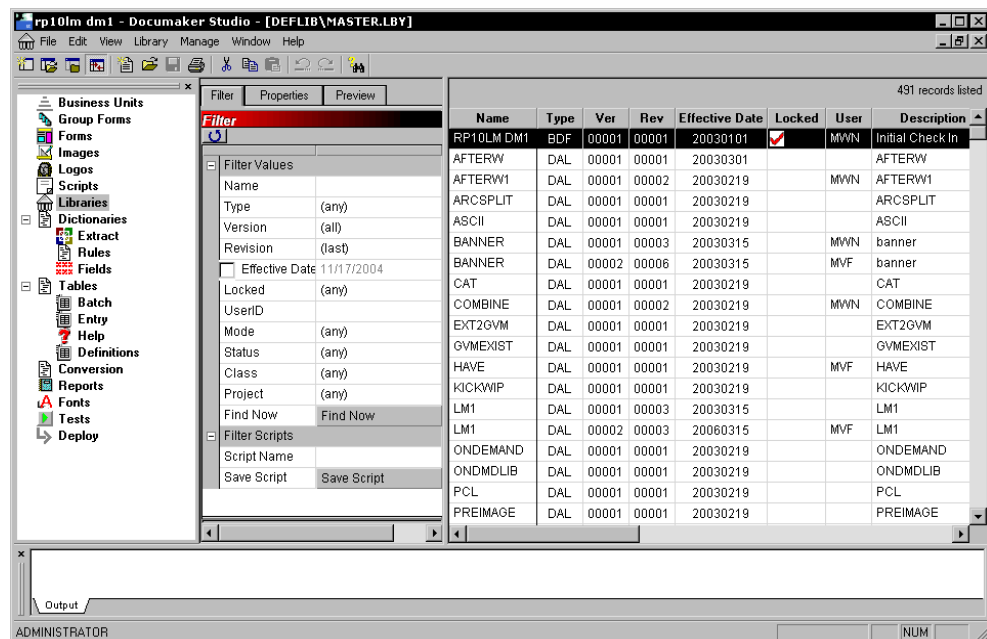 rp10lm dm1 - Documaker Studio - [DEFLIB\MASTER.LBY]
File Edit View Library Manage Window Help
Business Units
Group Forms
Forms
Images
Logos
Scripts
Libraries
Dictionaries
Extract
Rules
Fields
Tables
Batch
Entry
Help
Definitions
Conversion
Reports
Fonts
Tests
Deploy
Filter Properties Preview
Filter
Filter Values
Name
Type (any)
Version (all)
Revision (last)
Effective Date 11/17/2004
Locked (any)
UserID
Mode (any)
Status (any)
Class (any)
Project (any)
Find Now Find Now
Filter Scripts
Script Name
Save Script Save Script
491 records listed
Name Type Ver Rev Effective Date Locked User Description
RP10LM DM1 BDF 00001 00001 20030101 MWN Initial Check In
AFTERW DAL 00001 00001 20030301 AFTERW
AFTERW1 DAL 00001 00002 20030219 MWN AFTERW1
ARCSPLIT DAL 00001 00001 20030219 ARCSPLIT
ASCII DAL 00001 00001 20030219 ASCII
BANNER DAL 00001 00003 20030315 MWN banner
BANNER DAL 00002 00006 20030315 MVF banner
CAT DAL 00001 00001 20030219 CAT
COMBINE DAL 00001 00002 20030219 MWN COMBINE
EXT2GVM DAL 00001 00001 20030219 EXT2GVM
GVMEXIST DAL 00001 00001 20030219 GVMEXIST
HAVE DAL 00001 00001 20030219 MVF HAVE
KICKWIP DAL 00001 00001 20030219 KICKWIP
LM1 DAL 00001 00003 20030315 LM1
LM1 DAL 00002 00003 20060315 MVF LM1
ONDEMAND DAL 00001 00001 20030219 ONDEMAND
ONDMDLIB DAL 00001 00001 20030219 ONDMDLIB
PCL DAL 00001 00001 20030219 PCL
PREIMAGE DAL 00001 00001 20030219 PREIMAGE
Output
ADMINISTRATOR NUM